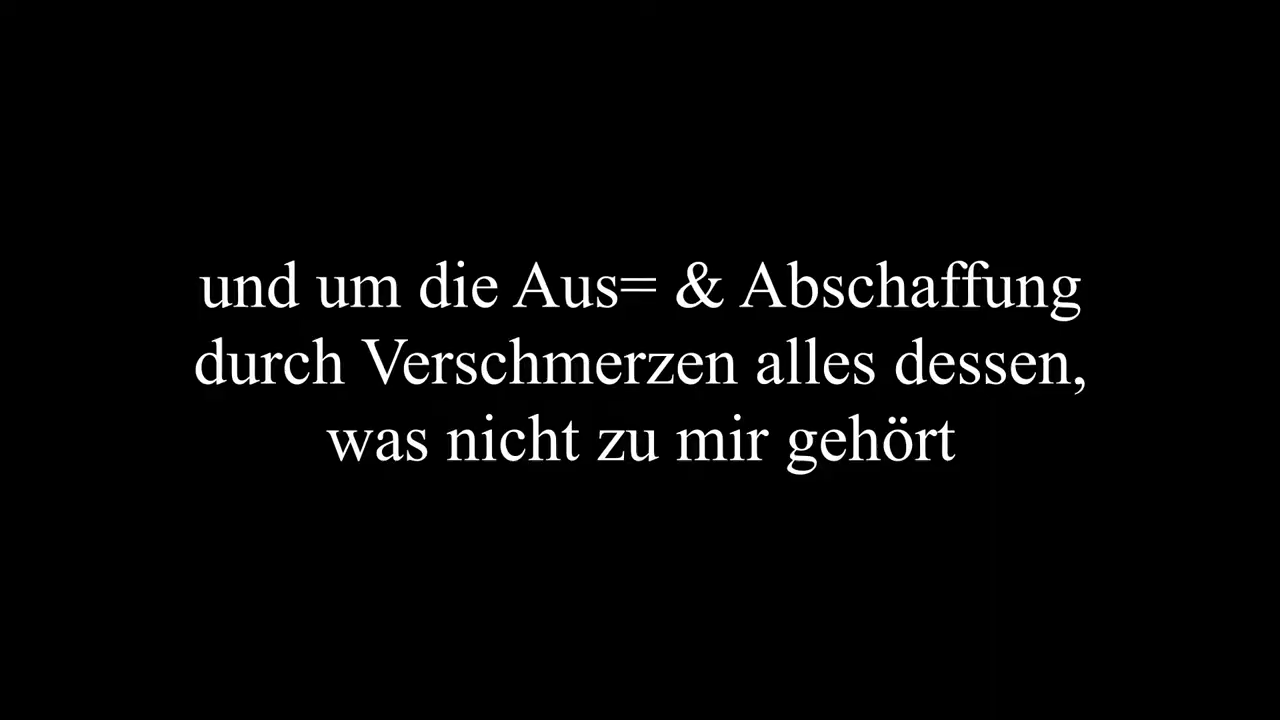 und um die Aus= & Abschaffung
durch Verschmerzen alles dessen,
was nicht zu mir gehört